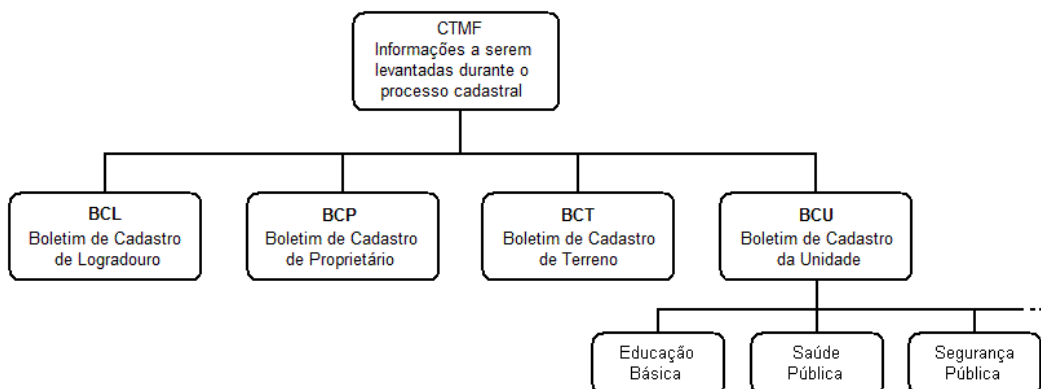 CTMF
Informações a serem
levantadas durante o
processo cadastral
BCL
Boletim de Cadastro
de Logradouro
BCP
Boletim de Cadastro
de Proprietário
BCT
Boletim de Cadastro
de Terreno
BCU
Boletim de Cadastro
da Unidade
Educação
Básica
Saúde
Pública
Segurança
Pública